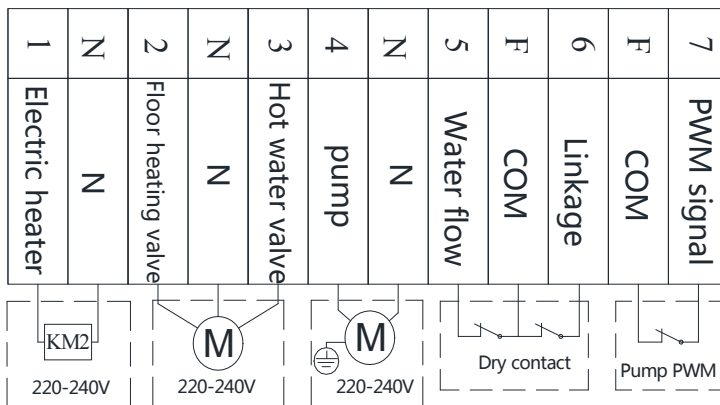 1 N 2 N 3 4 N 5 F 6 F 7
Electric heater
N
Floor heating valve
N
Hot water valve
pump
N
Water flow
COM
Linkage
COM
PWM signal
KM2
M
M
220-240V
220-240V
220-240V
Dry contact
Pump PWM